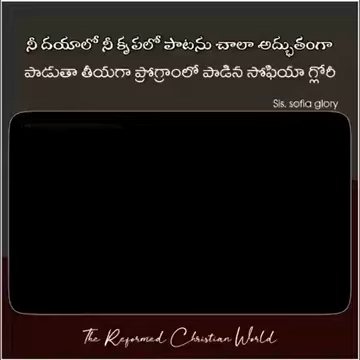 నీ దయాలో నీ కృపలో పాటను చాలా అద్భుతంగా
పాడుతా తీయగా ప్రోగ్రాంలో పాడిన సోఫియా గ్లోరీ
Sis. sofia glory
The Reformed Christian World